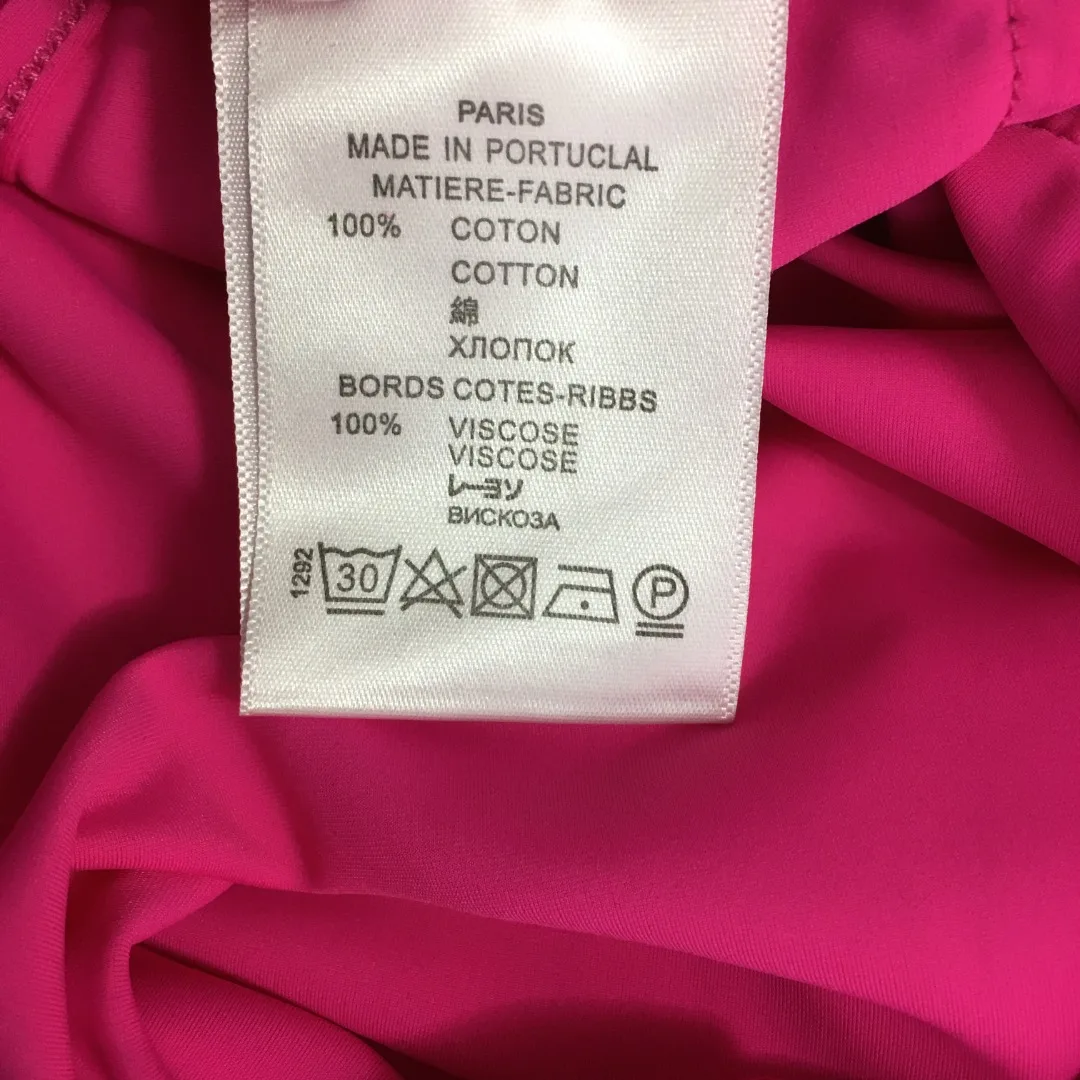 PARIS
MADE IN PORTUCLAL
MATIERE-FABRIC
100% COTON
COTTON
綿
ХЛОПОК
BORDS COTES-RIBBS
100% VISCOSE
VISCOSE
レーヨソ
ВИСКОЗА
1292
30
P